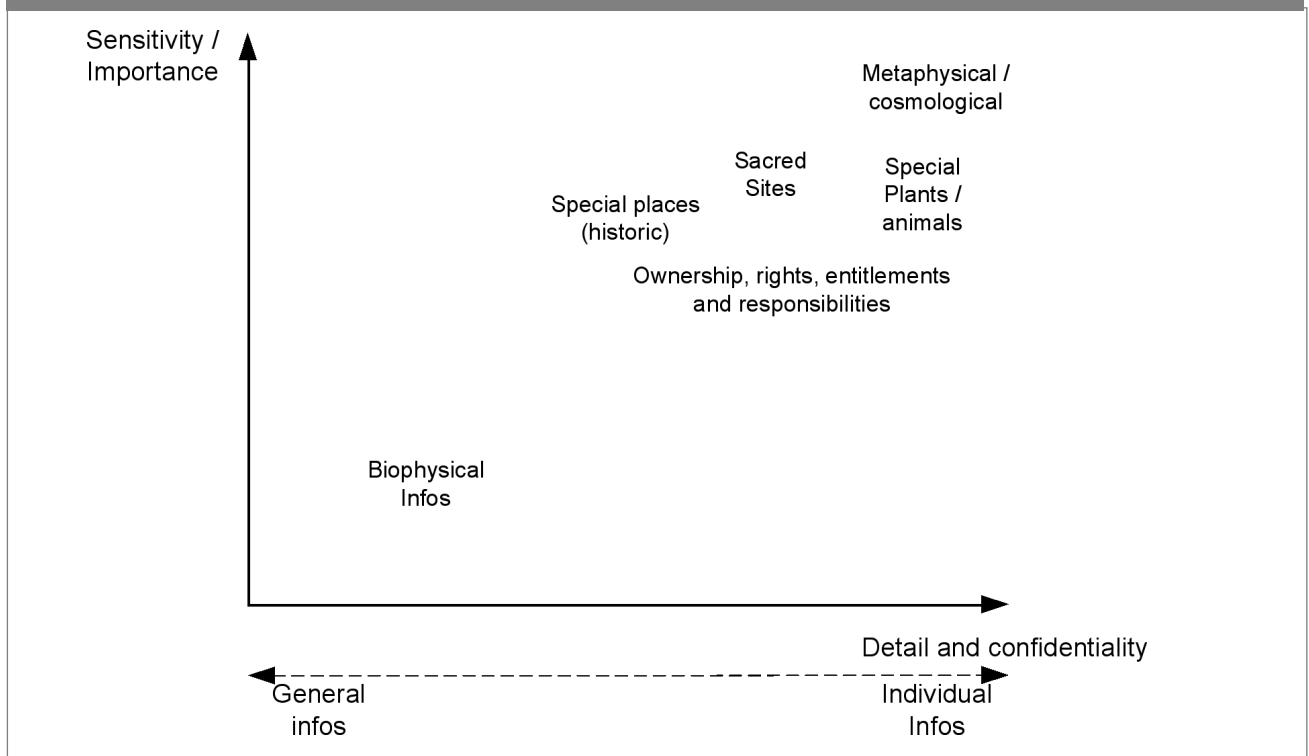 Sensitivity /
Importance
Metaphysical /
cosmological
Sacred
Sites
Special
Plants /
animals
Special places
(historic)
Ownership, rights, entitlements
and responsibilities
Biophysical
Infos
Detail and confidentiality
General
infos
Individual
Infos